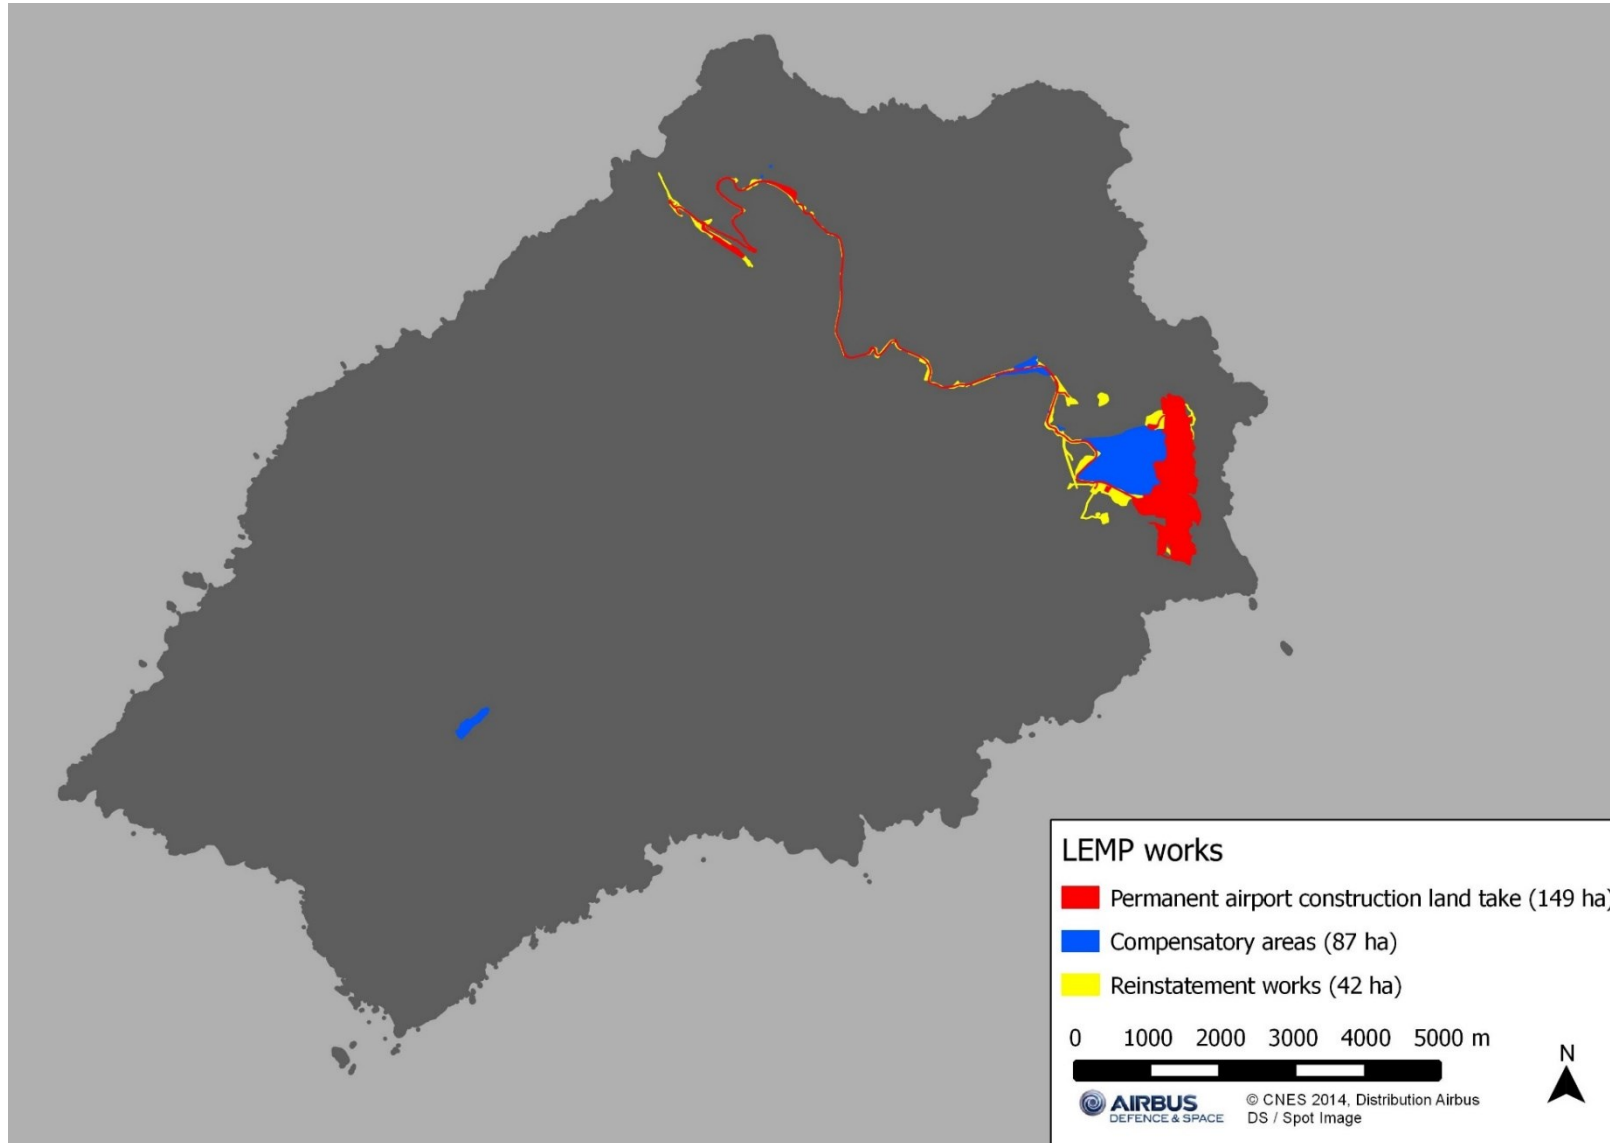 LEMP works
Permanent airport construction land take (149 ha)
Compensatory areas (87 ha)
Reinstatement works (42 ha)
0 1000 2000 3000 4000 5000 m
N
AIRBUS
DEFENCE & SPACE
© CNES 2014, Distribution Airbus
DS / Spot Image